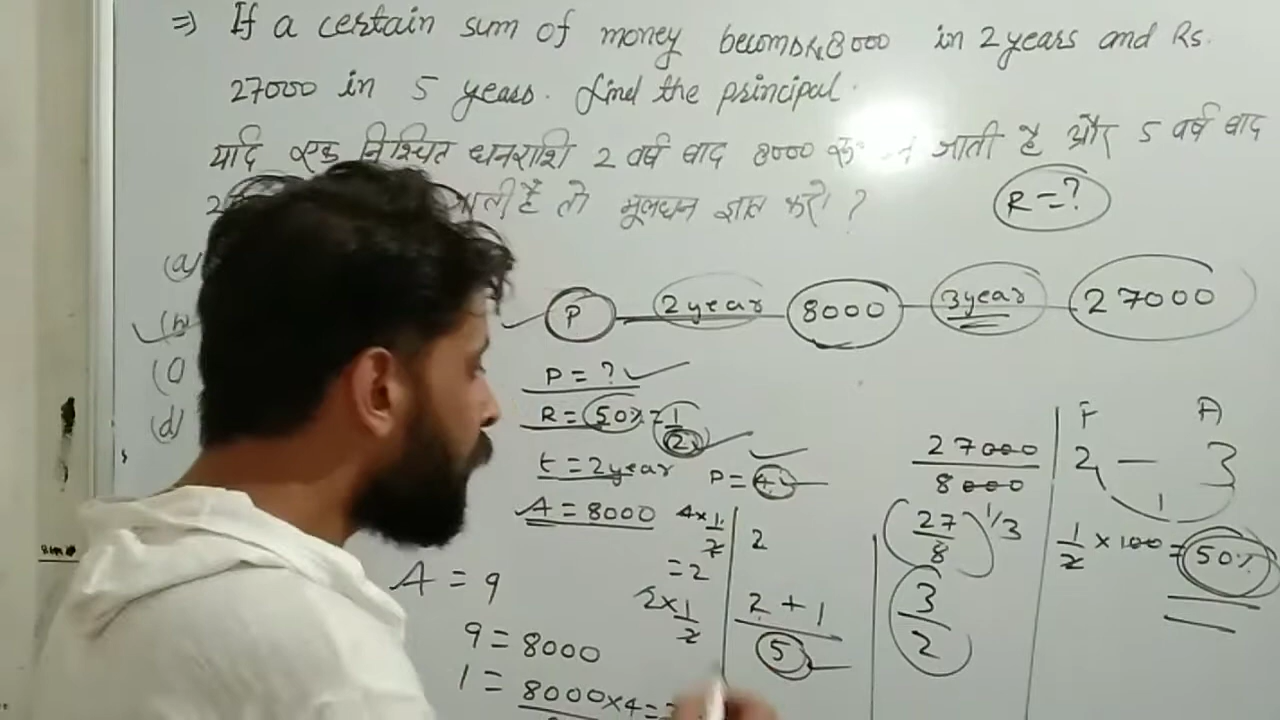 ⇒ If a certain sum of money becomes Rs.8000 in 2 years and Rs.
27000 in 5 years. find the principal.
यदि एक निश्चित धनराशि 2 वर्ष बाद 8000 रू जाती है और 5 वर्ष बाद
2 जाती है तो मूलधन ज्ञात करो ?
R = ?
(a)
(b)
(c)
(d)
P 2 year 8000 3 year 27000
P = ?
R = 50% = 1/2
t = 2 year
A = 8000
P = 4
4 × 1/2
= 2
2 × 1/2
2
2 + 1
5
A = 9
9 = 8000
1 = 8000 × 4 =
27000/8000
(27/8)^1/3
3/2
P A
2 — 3
1
1/2 × 100 = 50%